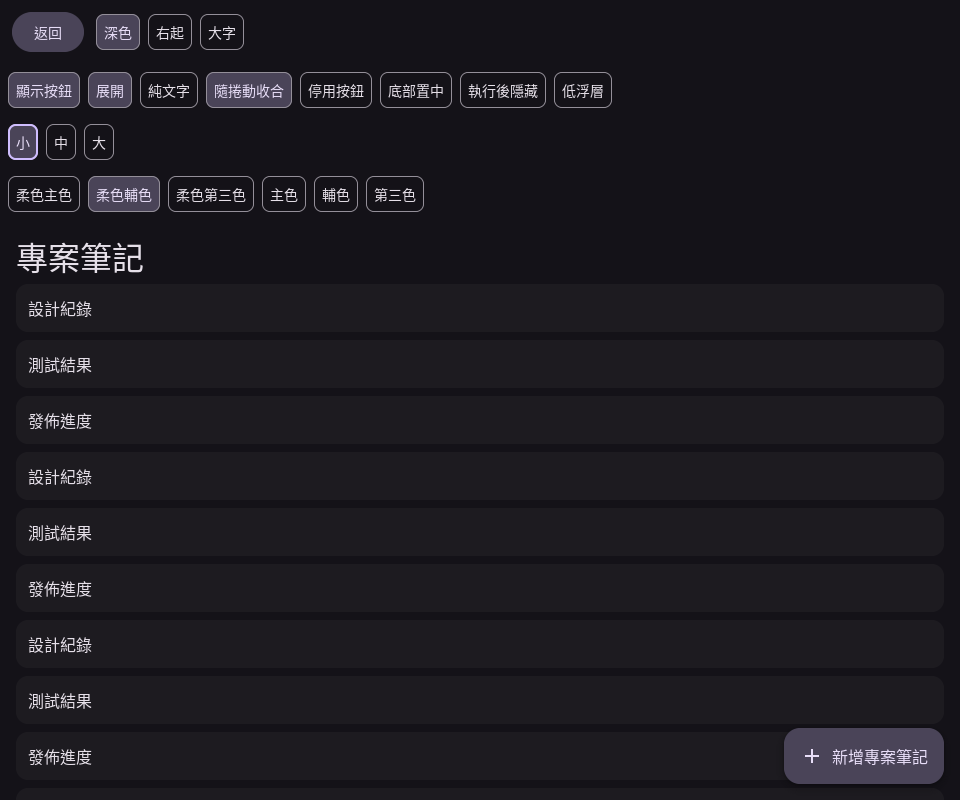 返回 深色 右起 大字
顯示按鈕 展開 純文字 隨捲動收合 停用按鈕 底部置中 執行後隱藏 低浮層
小 中 大
柔色主色 柔色輔色 柔色第三色 主色 輔色 第三色
專案筆記
設計紀錄
測試結果
發佈進度
設計紀錄
測試結果
發佈進度
設計紀錄
測試結果
發佈進度
新增專案筆記